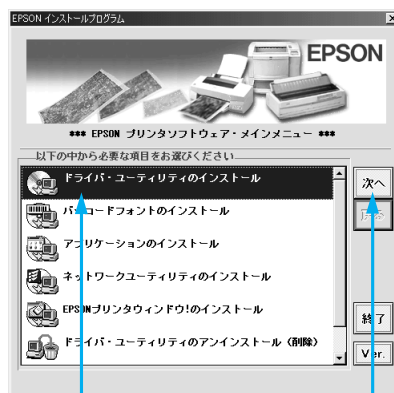 EPSON インストールプログラム
EPSON
*** EPSON プリンタソフトウェア・メインメニュー ***
以下の中から必要な項目をお選びください
ドライバ・ユーティリティのインストール
バーコードフォントのインストール
アプリケーションのインストール
ネットワークユーティリティのインストール
EPSONプリンタウィンドウ!のインストール
ドライバ・ユーティリティのアンインストール（削除）
次へ
戻る
終了
Ver.